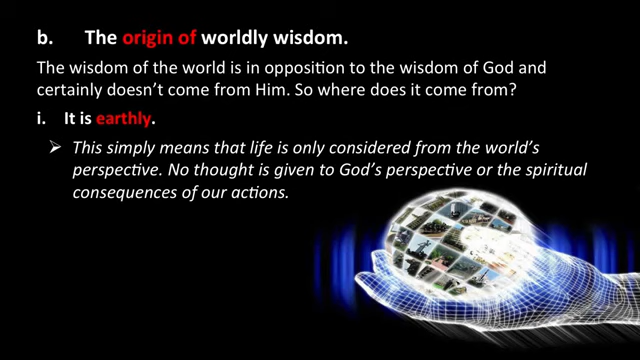 b. The origin of worldly wisdom.
The wisdom of the world is in opposition to the wisdom of God and
certainly doesn’t come from Him. So where does it come from?
i. It is earthly.
➢ This simply means that life is only considered from the world’s
perspective. No thought is given to God’s perspective or the spiritual
consequences of our actions.